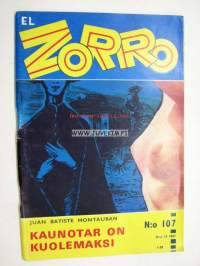 EL
ZORRO
JUAN BATISTE MONTAUBAN
N:o 107
KAUNOTAR ON
KUOLEMAKSI